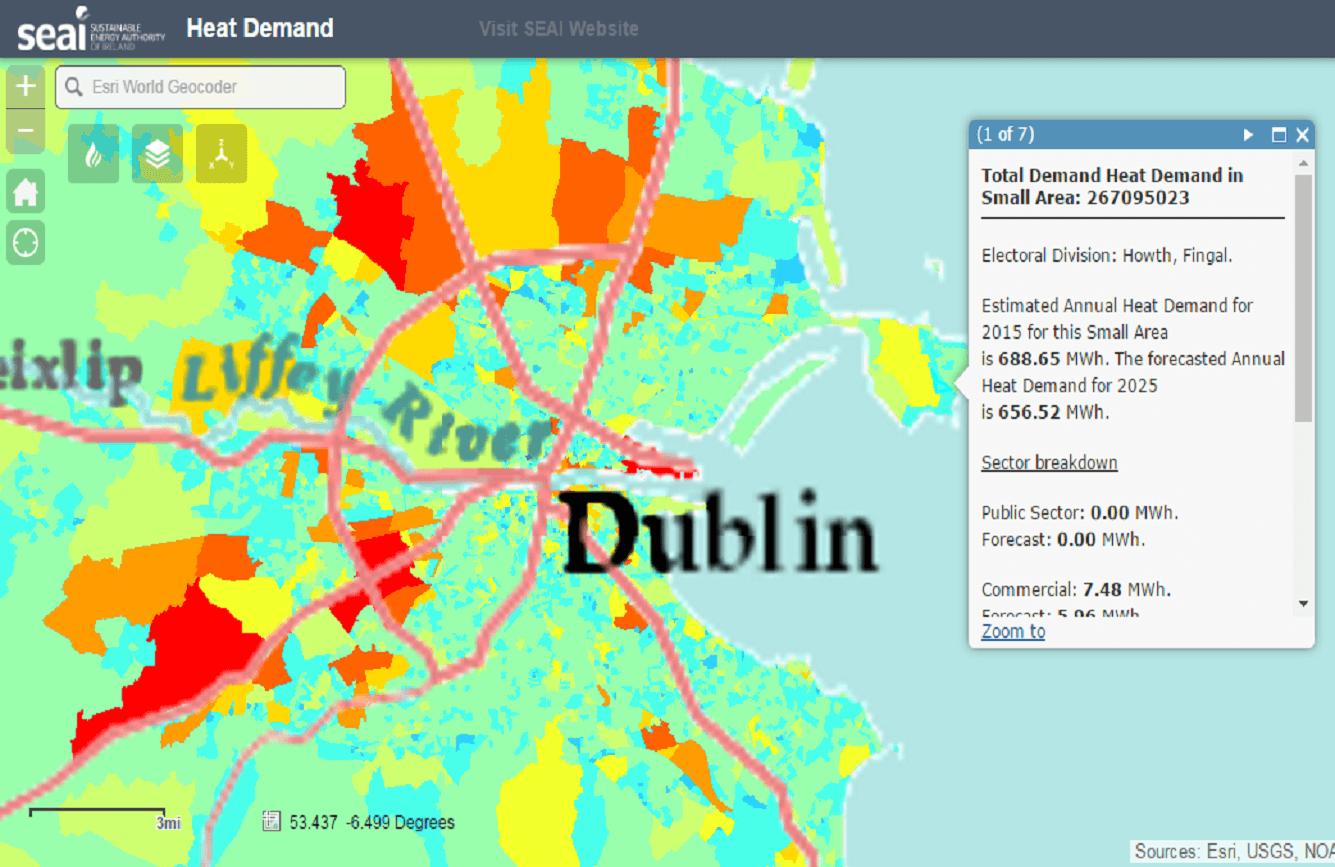 seai SUSTAINABLE
ENERGY AUTHORITY
OF IRELAND
Heat Demand
Visit SEAI Website
+
Esri World Geocoder
−
Z
X Y
(1 of 7)
Total Demand Heat Demand in
Small Area: 267095023
Electoral Division: Howth, Fingal.
Estimated Annual Heat Demand for
2015 for this Small Area
is 688.65 MWh. The forecasted Annual
Heat Demand for 2025
is 656.52 MWh.
Sector breakdown
Public Sector: 0.00 MWh.
Forecast: 0.00 MWh.
Commercial: 7.48 MWh.
Forecast: 5.96 MWh
Zoom to
eixlip
Liffey River
Dublin
3mi
53.437 -6.499 Degrees
Sources: Esri, USGS, NOA